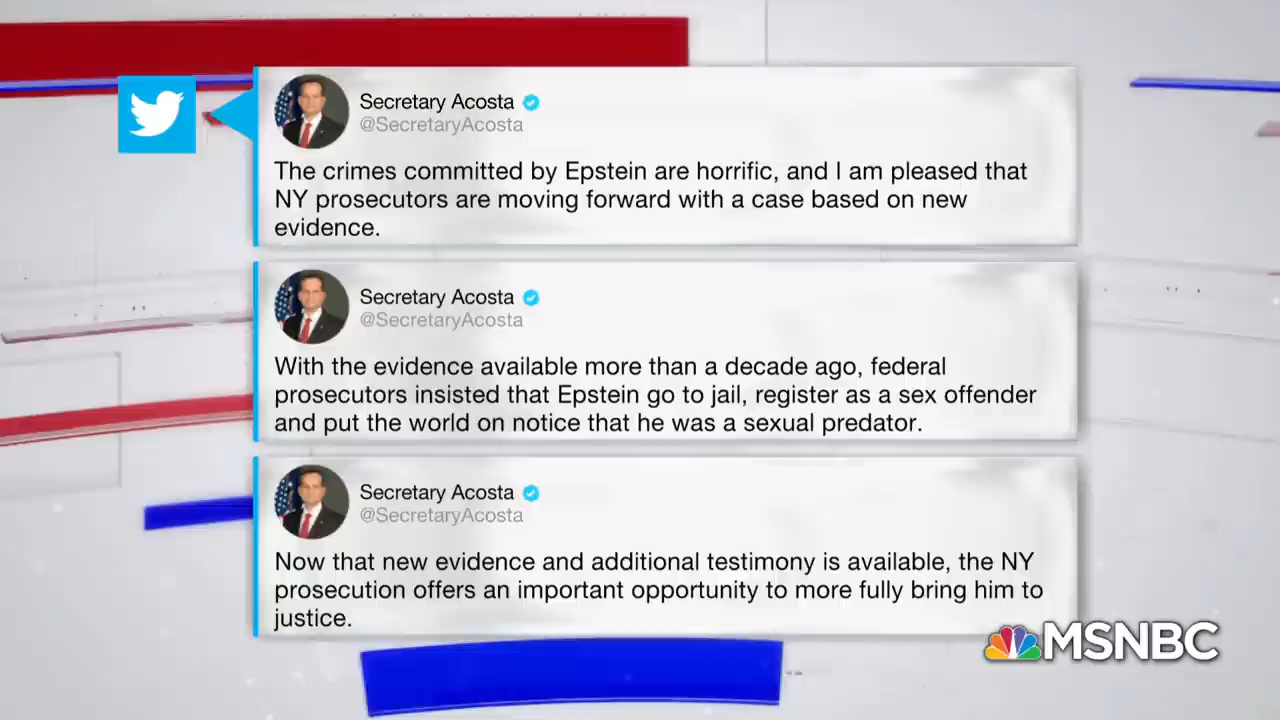 Secretary Acosta
@SecretaryAcosta
The crimes committed by Epstein are horrific, and I am pleased that
NY prosecutors are moving forward with a case based on new
evidence.
Secretary Acosta
@SecretaryAcosta
With the evidence available more than a decade ago, federal
prosecutors insisted that Epstein go to jail, register as a sex offender
and put the world on notice that he was a sexual predator.
Secretary Acosta
@SecretaryAcosta
Now that new evidence and additional testimony is available, the NY
prosecution offers an important opportunity to more fully bring him to
justice.
MSNBC